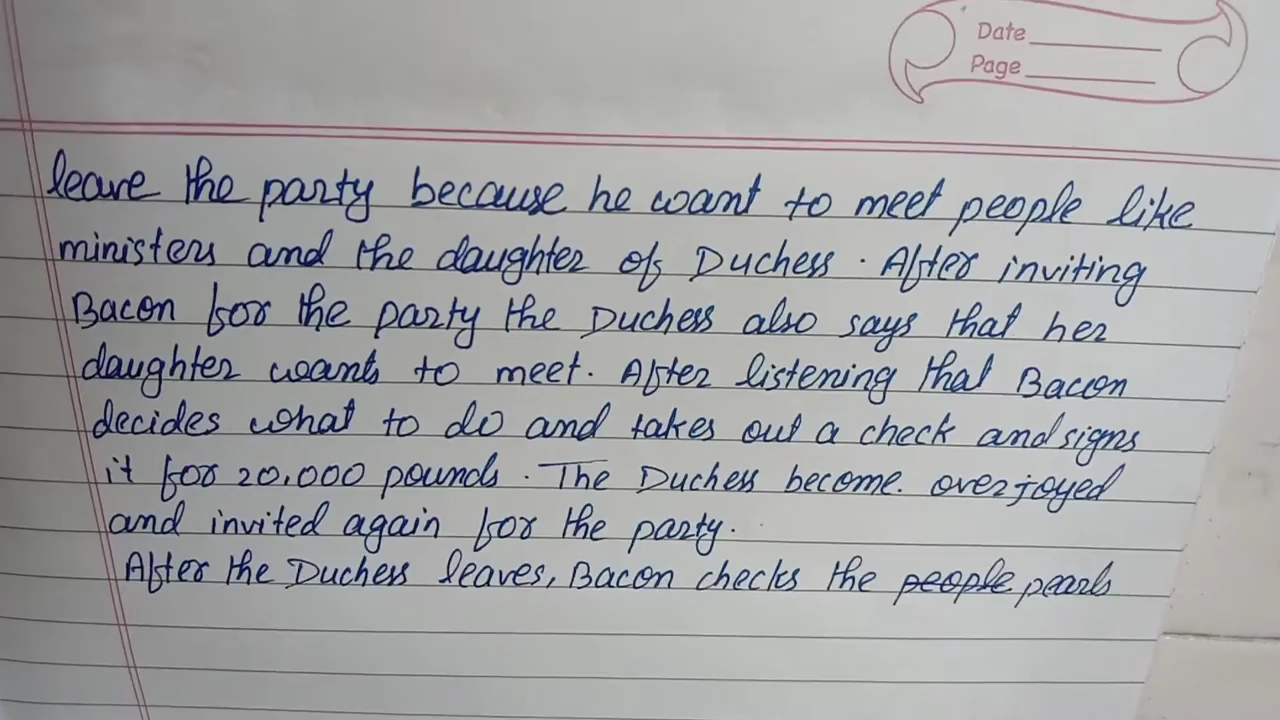 Date
Page
leave the party because he want to meet people like
ministers and the daughter of Duchess. After inviting
Bacon for the party the Duchess also says that her
daughter wants to meet. After listening that Bacon
decides what to do and takes out a check and signs
it for 20,000 pounds. The Duchess become. overjoyed
and invited again for the party.
After the Duchess leaves, Bacon checks the people pearls